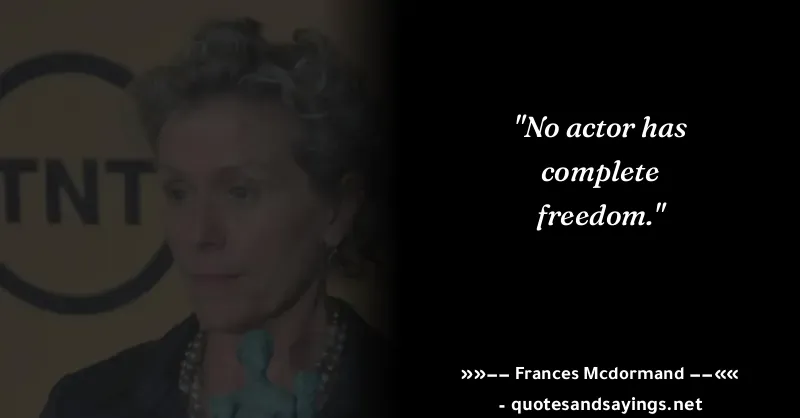 TNT
"No actor has
complete
freedom."
»»–– Frances Mcdormand ––««
- quotesandsayings.net